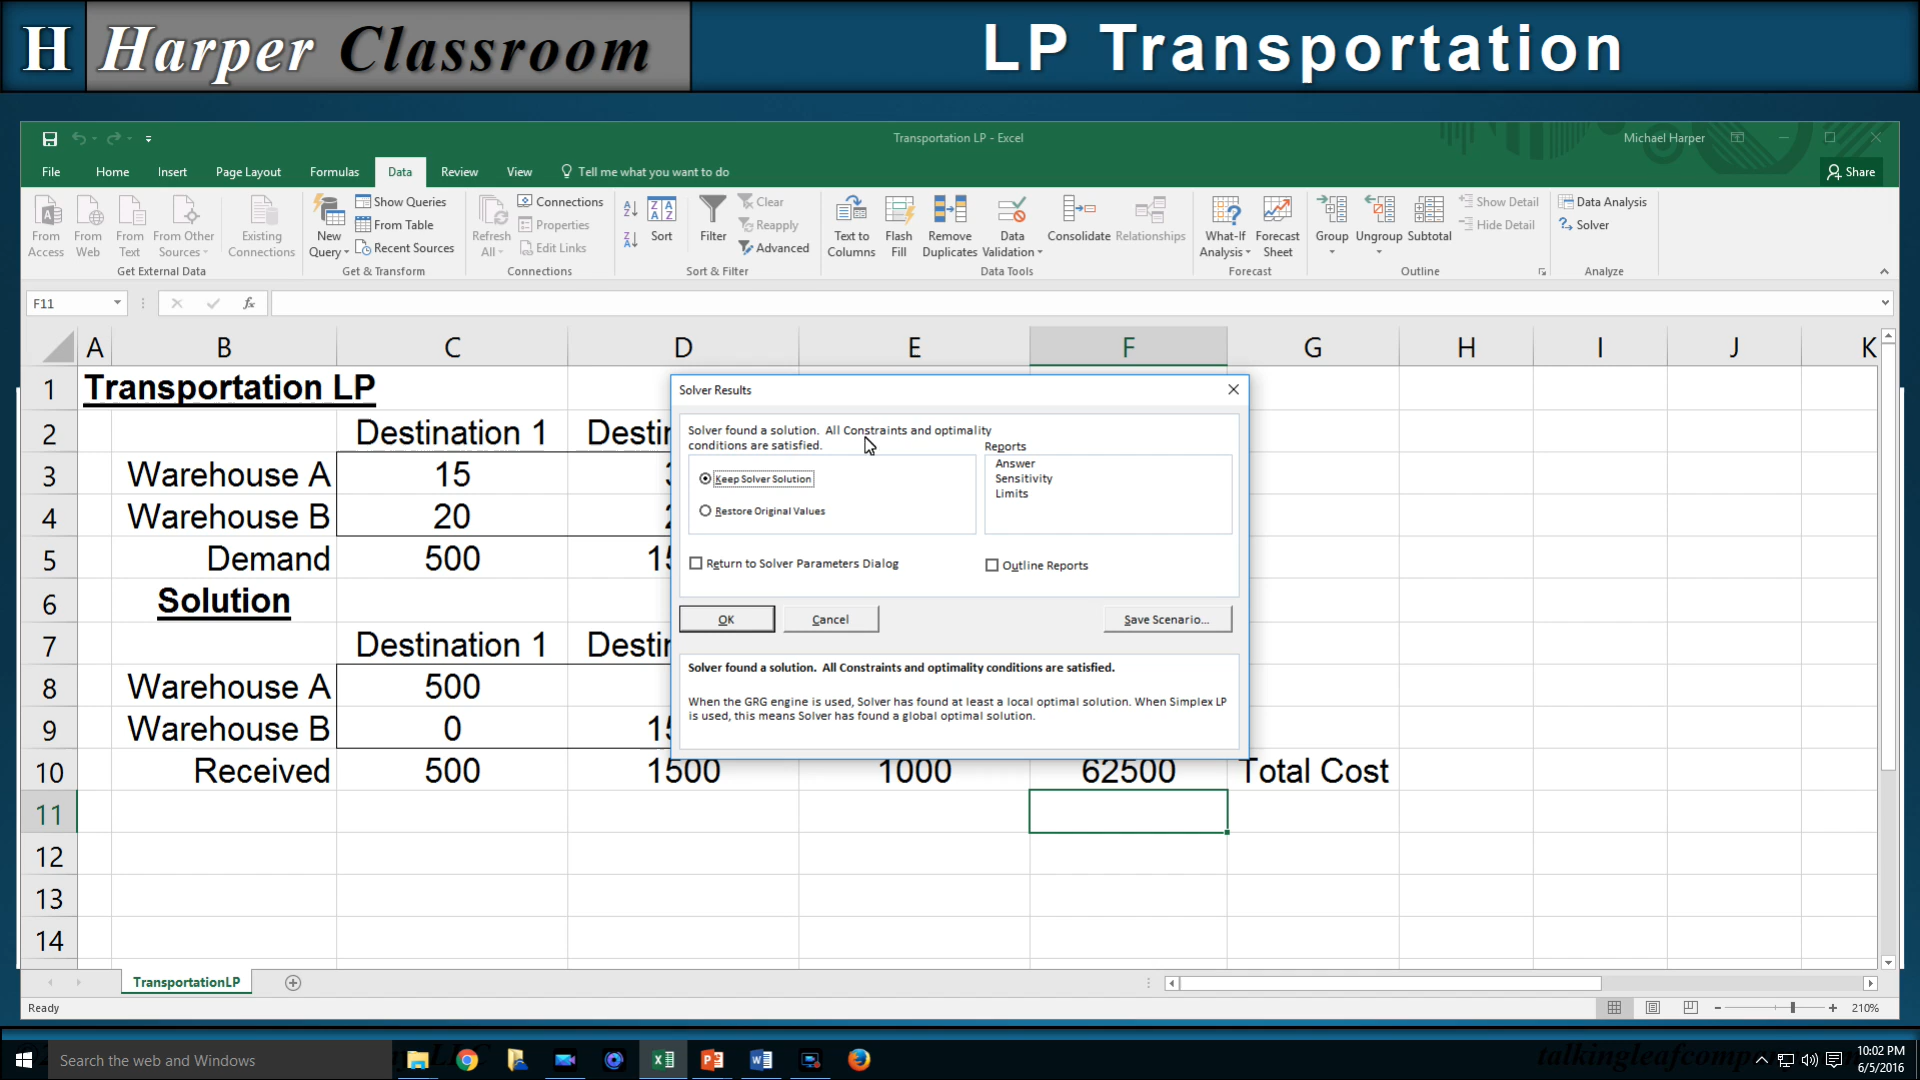 H Harper Classroom
LP Transportation
Transportation LP - Excel
Michael Harper
File Home Insert Page Layout Formulas Data Review View Tell me what you want to do
Share
From Access
From Web
From Text
From Other Sources
Existing Connections
Get External Data
New Query
Show Queries
From Table
Recent Sources
Get & Transform
Refresh All
Connections
Properties
Edit Links
Connections
Sort
Filter
Clear
Reapply
Advanced
Sort & Filter
Text to Columns
Flash Fill
Remove Duplicates
Data Validation
Consolidate
Relationships
Data Tools
What-If Analysis
Forecast Sheet
Forecast
Group
Ungroup
Subtotal
Show Detail
Hide Detail
Outline
Data Analysis
Solver
Analyze
F11
fx
A B C D E F G H I J K
1 Transportation LP
2 Destination 1
3 Warehouse A 15
4 Warehouse B 20
5 Demand 500
6 Solution
7 Destination 1
8 Warehouse A 500
9 Warehouse B 0
10 Received 500 1500 1000 62500 Total Cost
11
12
13
14
Solver Results
Solver found a solution. All Constraints and optimality
conditions are satisfied.
Keep Solver Solution
Restore Original Values
Reports
Answer
Sensitivity
Limits
Return to Solver Parameters Dialog
Outline Reports
OK
Cancel
Save Scenario...
Solver found a solution. All Constraints and optimality conditions are satisfied.
When the GRG engine is used, Solver has found at least a local optimal solution. When Simplex LP
is used, this means Solver has found a global optimal solution.
TransportationLP
Ready
210%
Search the web and Windows
10:02 PM
6/5/2016